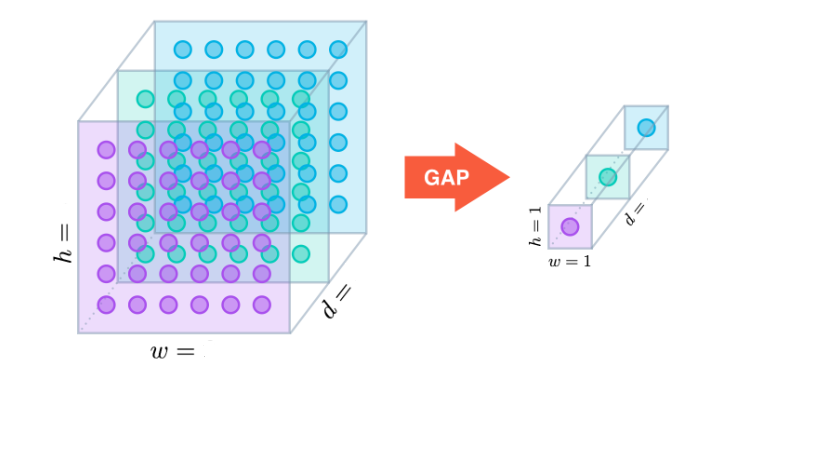 h =
w =
d =
GAP
h = 1
w = 1
d =